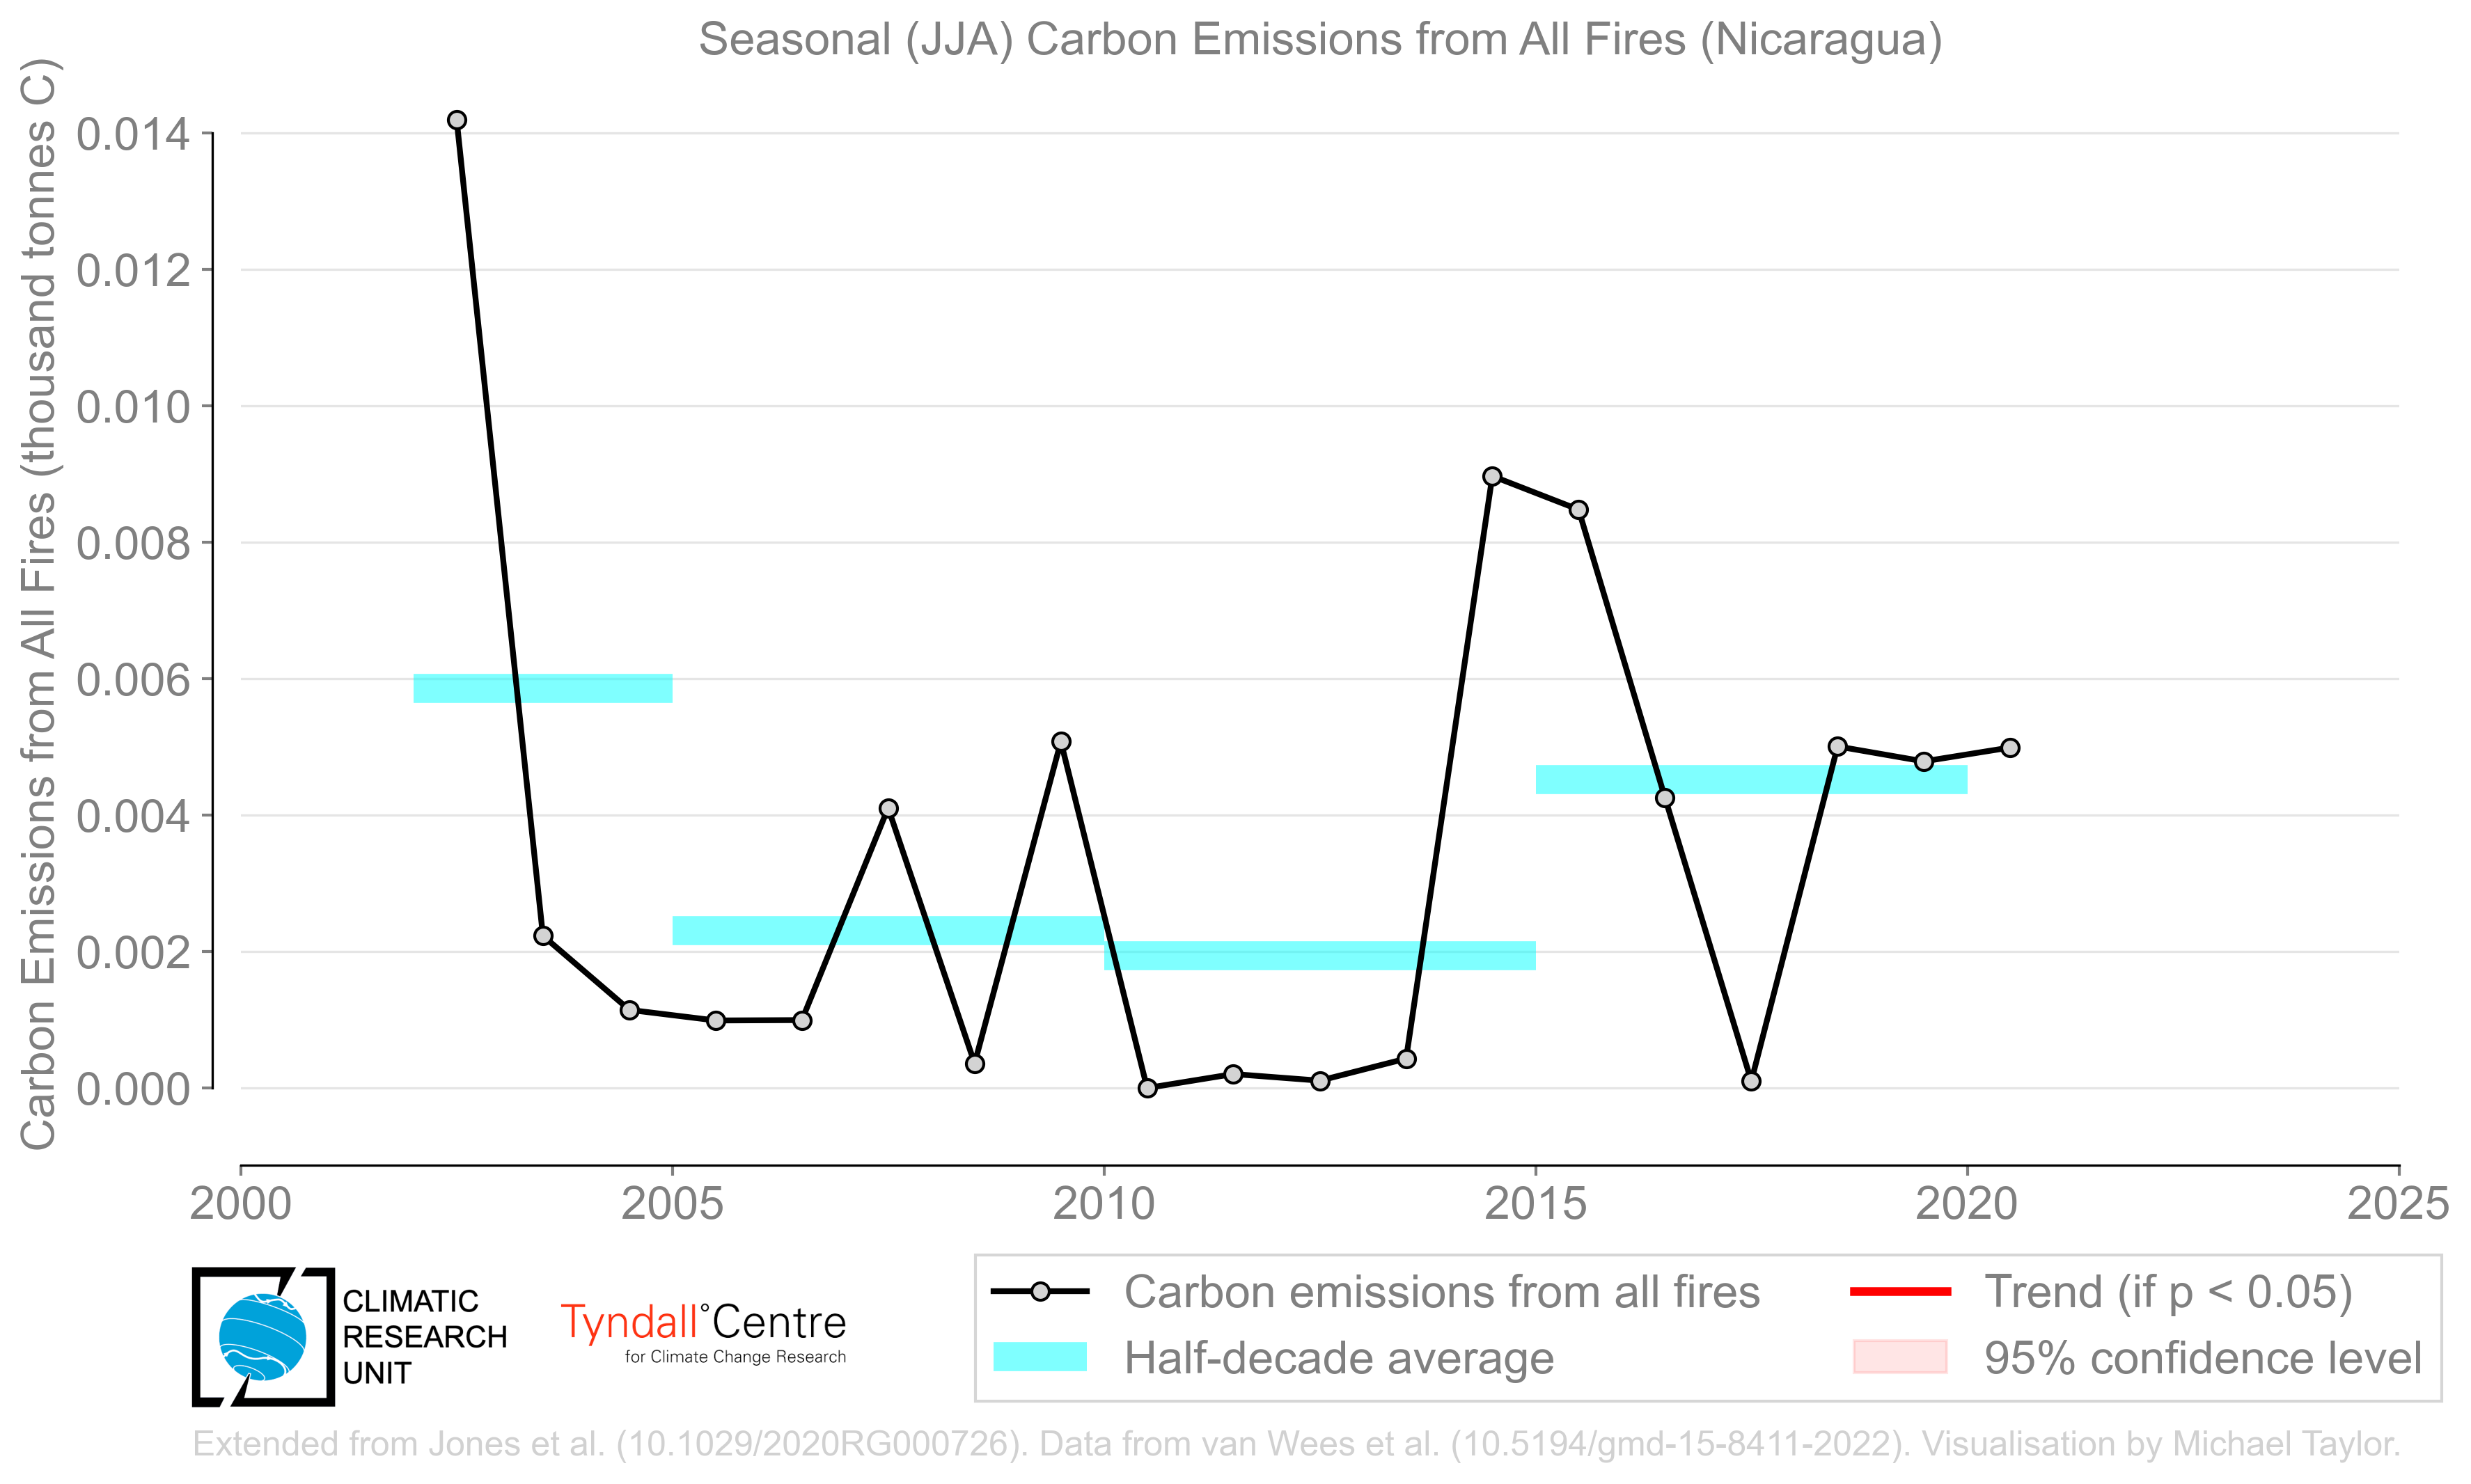 Seasonal (JJA) Carbon Emissions from All Fires (Nicaragua)
Carbon Emissions from All Fires (thousand tonnes C)
0.014
0.012
0.010
0.008
0.006
0.004
0.002
0.000
2000
2005
2010
2015
2020
2025
CLIMATIC
RESEARCH
UNIT
Tyndall°Centre
for Climate Change Research
Carbon emissions from all fires
Half-decade average
Trend (if p < 0.05)
95% confidence level
Extended from Jones et al. (10.1029/2020RG000726). Data from van Wees et al. (10.5194/gmd-15-8411-2022). Visualisation by Michael Taylor.